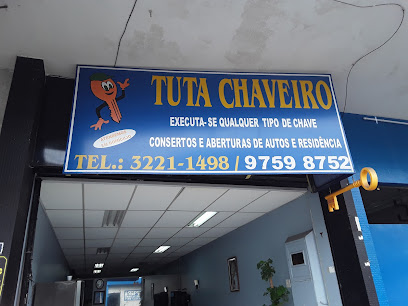 TUTA CHAVEIRO
EXECUTA-SE QUALQUER TIPO DE CHAVE
CONSERTOS E ABERTURAS DE AUTOS E RESIDÊNCIA
TEL.: 3221-1498 / 9759 8752